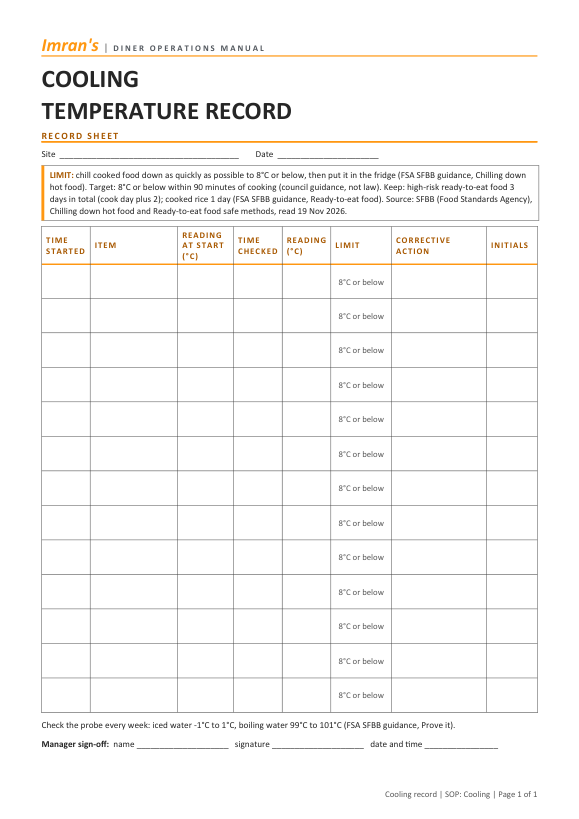 Imran's | DINER OPERATIONS MANUAL
COOLING
TEMPERATURE RECORD
RECORD SHEET
Site ________________________________________ Date ______________________
LIMIT: chill cooked food down as quickly as possible to 8°C or below, then put it in the fridge (FSA SFBB guidance, Chilling down
hot food). Target: 8°C or below within 90 minutes of cooking (council guidance, not law). Keep: high-risk ready-to-eat food 3
days in total (cook day plus 2); cooked rice 1 day (FSA SFBB guidance, Ready-to-eat food). Source: SFBB (Food Standards Agency),
Chilling down hot food and Ready-to-eat food safe methods, read 19 Nov 2026.
TIME STARTED | ITEM | READING AT START (°C) | TIME CHECKED | READING (°C) | LIMIT | CORRECTIVE ACTION | INITIALS
8°C or below
8°C or below
8°C or below
8°C or below
8°C or below
8°C or below
8°C or below
8°C or below
8°C or below
8°C or below
8°C or below
8°C or below
8°C or below
Check the probe every week: iced water -1°C to 1°C, boiling water 99°C to 101°C (FSA SFBB guidance, Prove it).
Manager sign-off: name ____________________ signature ____________________ date and time ________________
Cooling record | SOP: Cooling | Page 1 of 1